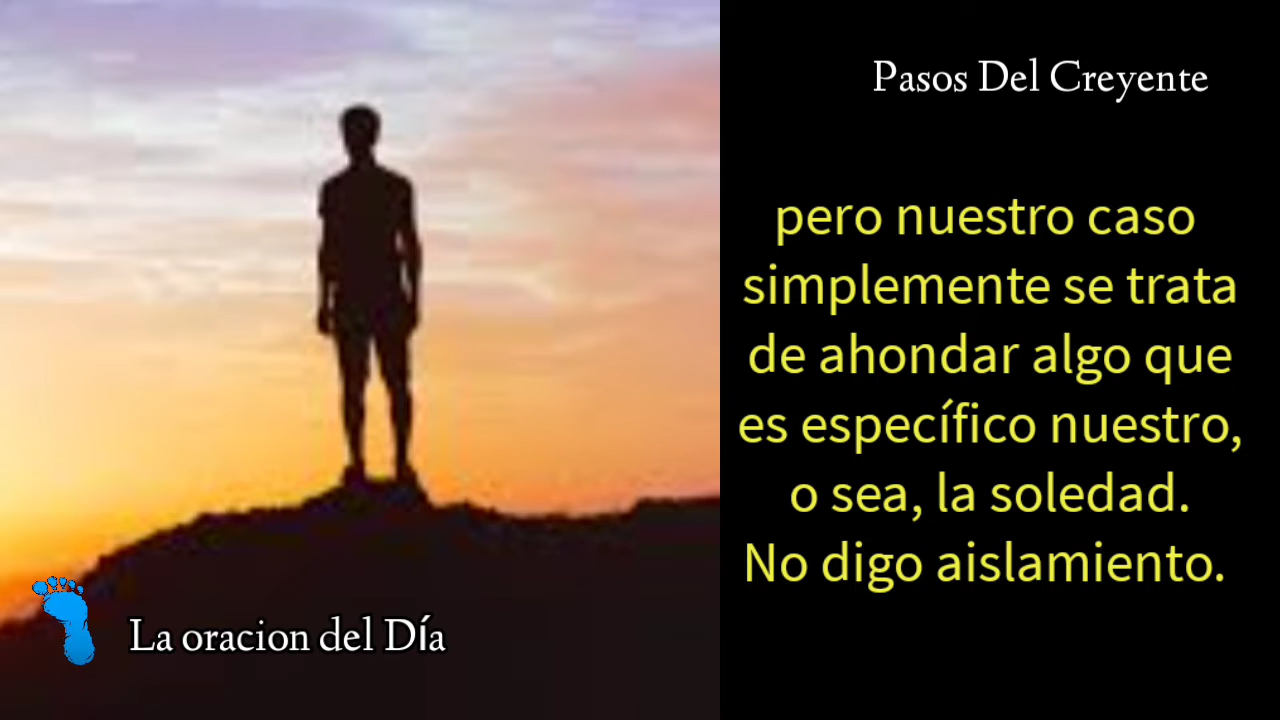 Pasos Del Creyente
pero nuestro caso
simplemente se trata
de ahondar algo que
es específico nuestro,
o sea, la soledad.
No digo aislamiento.
La oracion del Día